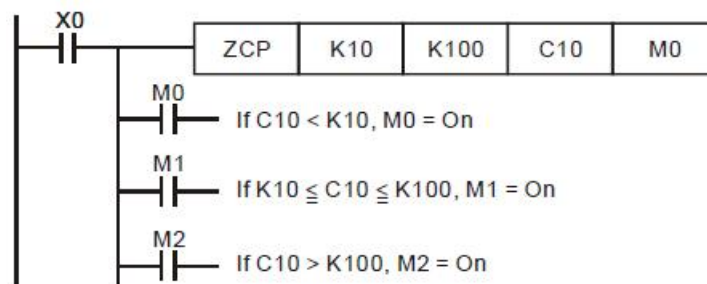 X0
ZCP K10 K100 C10 M0
M0
If C10 < K10, M0 = On
M1
If K10 ≦ C10 ≦ K100, M1 = On
M2
If C10 > K100, M2 = On